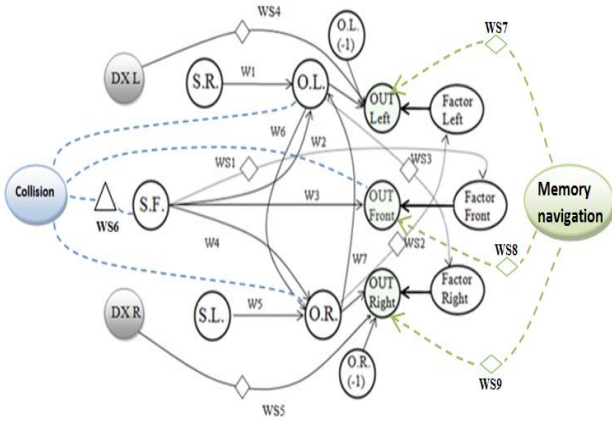 WS4
O.L.
(-1)
WS7
DX L
S.R.
W1
O.L.
OUT
Left
Factor
Left
W6
W2
WS1
WS3
Collision
WS6
S.F.
W3
OUT
Front
Factor
Front
Memory
navigation
W4
WS2
WS8
W7
DX R
S.L.
W5
O.R.
OUT
Right
Factor
Right
O.R.
(-1)
WS9
WS5